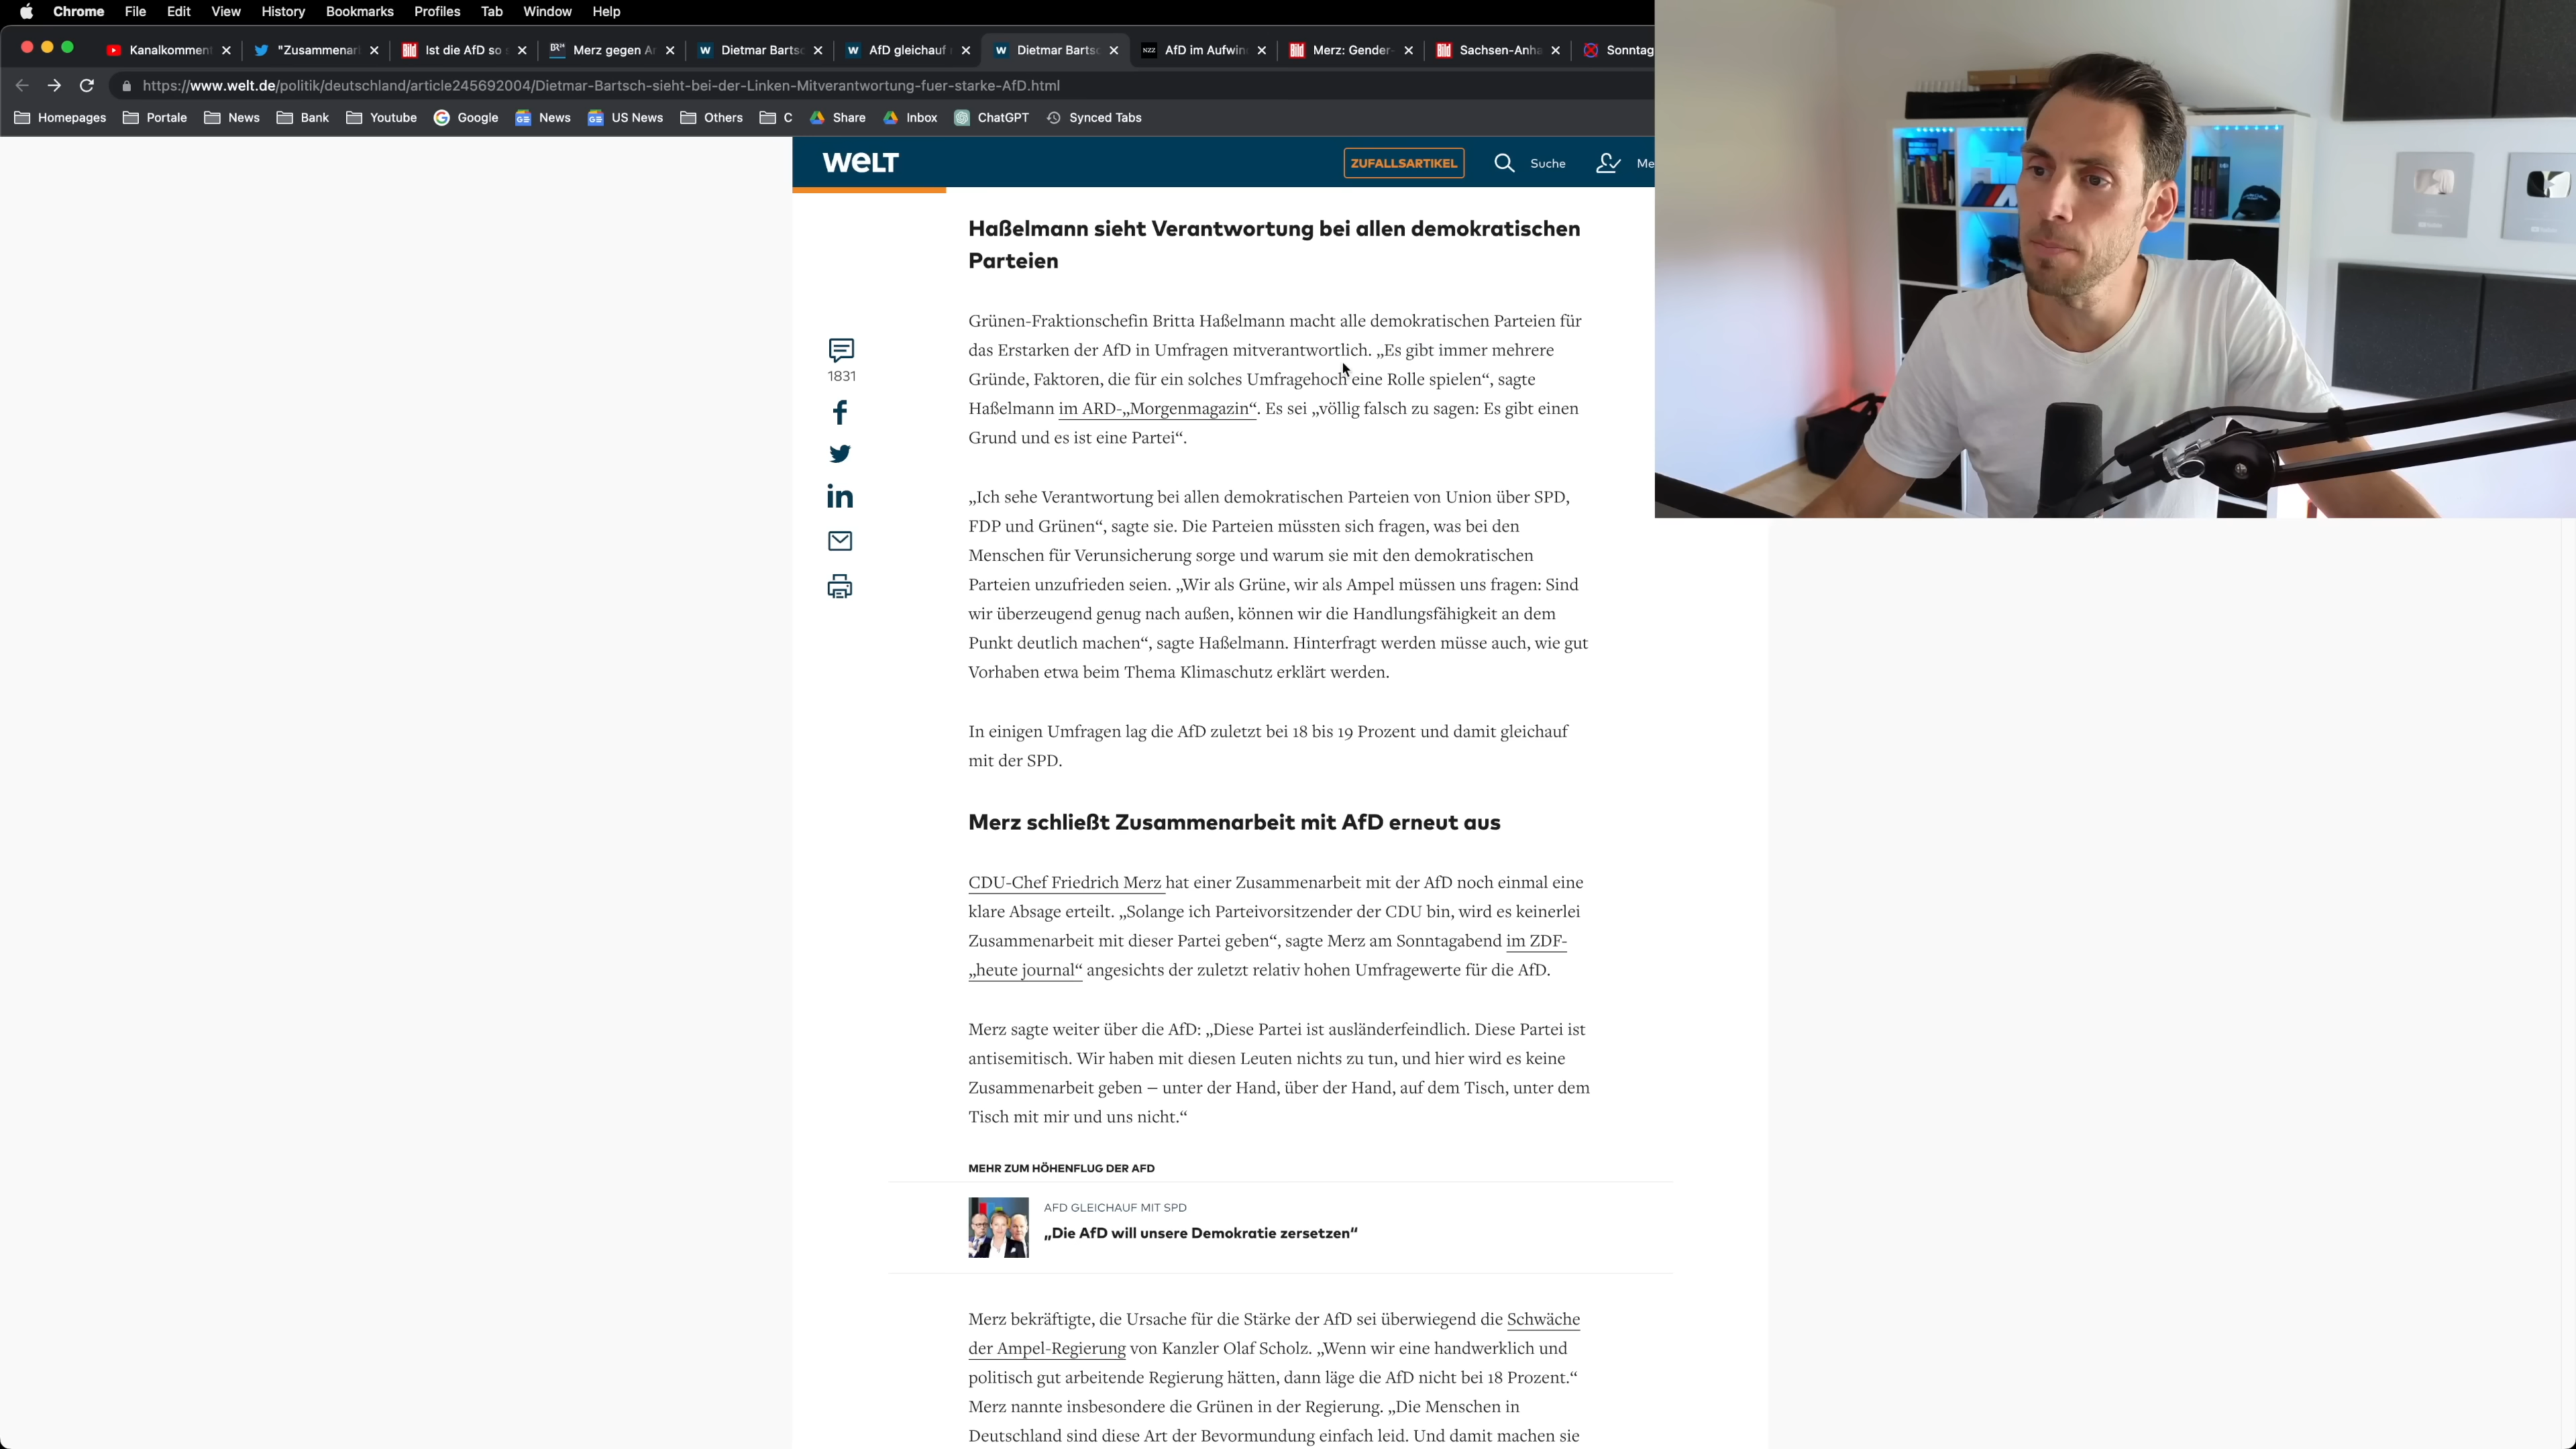 Chrome File Edit View History Bookmarks Profiles Tab Window Help
Kanalkomment "Zusammenar Ist die AfD so Merz gegen A Dietmar Bartsc AfD gleichauf Dietmar Bartsc AfD im Aufwin Merz: Gender- Sachsen-Anha Sonntag
https://www.welt.de/politik/deutschland/article245692004/Dietmar-Bartsch-sieht-bei-der-Linken-Mitverantwortung-fuer-starke-AfD.html
Homepages Portale News Bank Youtube Google News US News Others C Share Inbox ChatGPT Synced Tabs
WELT ZUFALLSARTIKEL Suche Me
Haßelmann sieht Verantwortung bei allen demokratischen
Parteien
Grünen-Fraktionschefin Britta Haßelmann macht alle demokratischen Parteien für
das Erstarken der AfD in Umfragen mitverantwortlich. „Es gibt immer mehrere
Gründe, Faktoren, die für ein solches Umfragehoch eine Rolle spielen“, sagte
Haßelmann im ARD-„Morgenmagazin“. Es sei „völlig falsch zu sagen: Es gibt einen
Grund und es ist eine Partei“.
1831
„Ich sehe Verantwortung bei allen demokratischen Parteien von Union über SPD,
FDP und Grünen“, sagte sie. Die Parteien müssten sich fragen, was bei den
Menschen für Verunsicherung sorge und warum sie mit den demokratischen
Parteien unzufrieden seien. „Wir als Grüne, wir als Ampel müssen uns fragen: Sind
wir überzeugend genug nach außen, können wir die Handlungsfähigkeit an dem
Punkt deutlich machen“, sagte Haßelmann. Hinterfragt werden müsse auch, wie gut
Vorhaben etwa beim Thema Klimaschutz erklärt werden.
In einigen Umfragen lag die AfD zuletzt bei 18 bis 19 Prozent und damit gleichauf
mit der SPD.
Merz schließt Zusammenarbeit mit AfD erneut aus
CDU-Chef Friedrich Merz hat einer Zusammenarbeit mit der AfD noch einmal eine
klare Absage erteilt. „Solange ich Parteivorsitzender der CDU bin, wird es keinerlei
Zusammenarbeit mit dieser Partei geben“, sagte Merz am Sonntagabend im ZDF-
„heute journal“ angesichts der zuletzt relativ hohen Umfragewerte für die AfD.
Merz sagte weiter über die AfD: „Diese Partei ist ausländerfeindlich. Diese Partei ist
antisemitisch. Wir haben mit diesen Leuten nichts zu tun, und hier wird es keine
Zusammenarbeit geben – unter der Hand, über der Hand, auf dem Tisch, unter dem
Tisch mit mir und uns nicht.“
MEHR ZUM HÖHENFLUG DER AFD
AFD GLEICHAUF MIT SPD
„Die AfD will unsere Demokratie zersetzen“
Merz bekräftigte, die Ursache für die Stärke der AfD sei überwiegend die Schwäche
der Ampel-Regierung von Kanzler Olaf Scholz. „Wenn wir eine handwerklich und
politisch gut arbeitende Regierung hätten, dann läge die AfD nicht bei 18 Prozent.“
Merz nannte insbesondere die Grünen in der Regierung. „Die Menschen in
Deutschland sind diese Art der Bevormundung einfach leid. Und damit machen sie